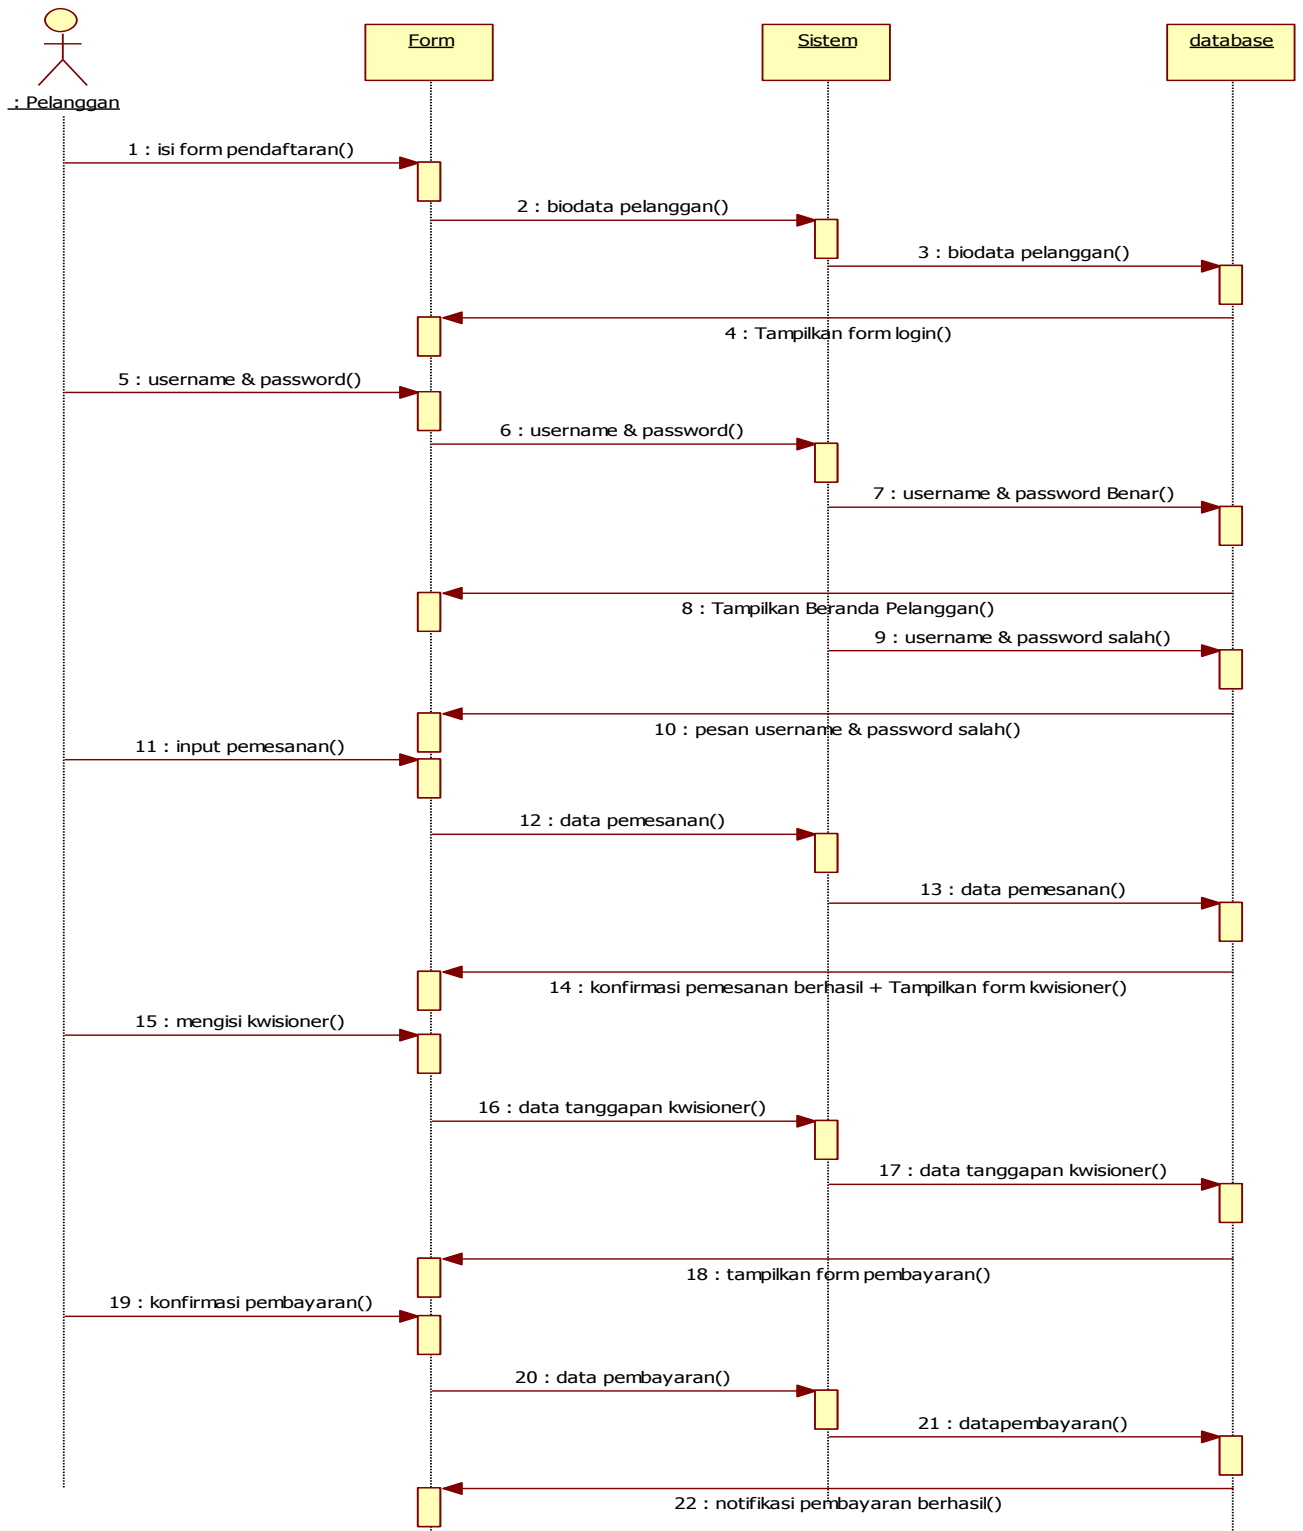 Form
Sistem
database
: Pelanggan
1 : isi form pendaftaran()
2 : biodata pelanggan()
3 : biodata pelanggan()
4 : Tampilkan form login()
5 : username & password()
6 : username & password()
7 : username & password Benar()
8 : Tampilkan Beranda Pelanggan()
9 : username & password salah()
10 : pesan username & password salah()
11 : input pemesanan()
12 : data pemesanan()
13 : data pemesanan()
14 : konfirmasi pemesanan berhasil + Tampilkan form kwisioner()
15 : mengisi kwisioner()
16 : data tanggapan kwisioner()
17 : data tanggapan kwisioner()
18 : tampilkan form pembayaran()
19 : konfirmasi pembayaran()
20 : data pembayaran()
21 : datapembayaran()
22 : notifikasi pembayaran berhasil()